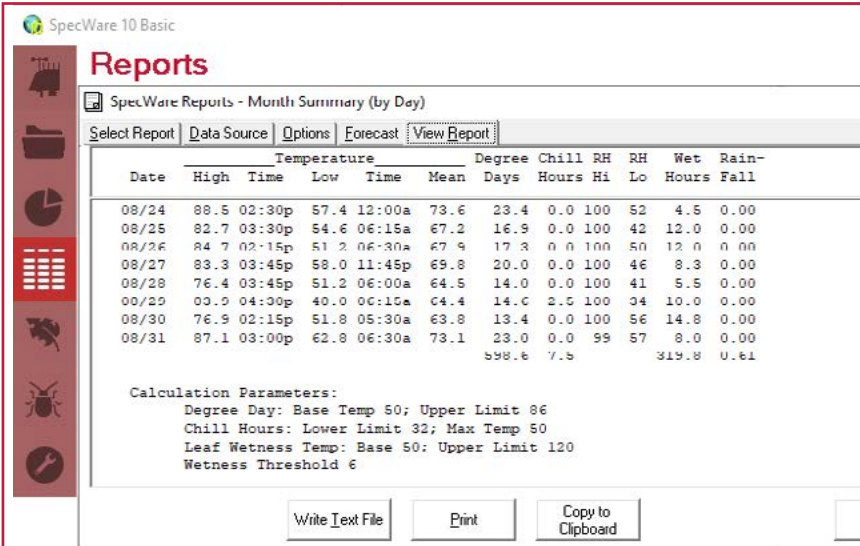 SpecWare 10 Basic
Reports
SpecWare Reports - Month Summary (by Day)
Select Report Data Source Options Forecast View Report
Temperature Degree Chill RH RH Wet Rain-
Date High Time Low Time Mean Days Hours Hi Lo Hours Fall
08/24 88.5 02:30p 57.4 12:00a 73.6 23.4 0.0 100 52 4.5 0.00
08/25 82.7 03:30p 54.6 06:15a 67.2 16.9 0.0 100 42 12.0 0.00
08/26 84.7 02:15p 51.2 06:30a 67.9 17.3 0.0 100 50 12.0 0.00
08/27 83.3 03:45p 58.0 11:45p 69.8 20.0 0.0 100 46 8.3 0.00
08/28 76.4 03:45p 51.2 06:00a 64.5 14.0 0.0 100 41 5.5 0.00
08/29 04:30p 06:15a 64.4 14.6 2.5 100 34 0.00
08/30 76.9 02:15p 51.8 05:30a 63.8 13.4 0.0 100 56 14.8 0.00
08/31 87.1 03:00p 62.8 06:30a 73.1 23.0 0.0 99 57 8.0 0.00
598.6 7.5 319.8 0.61
Calculation Parameters:
Degree Day: Base Temp 50; Upper Limit 86
Chill Hours: Lower Limit 32; Max Temp 50
Leaf Wetness Temp: Base 50; Upper Limit 120
Wetness Threshold 6
Write Text File Print Copy to
Clipboard